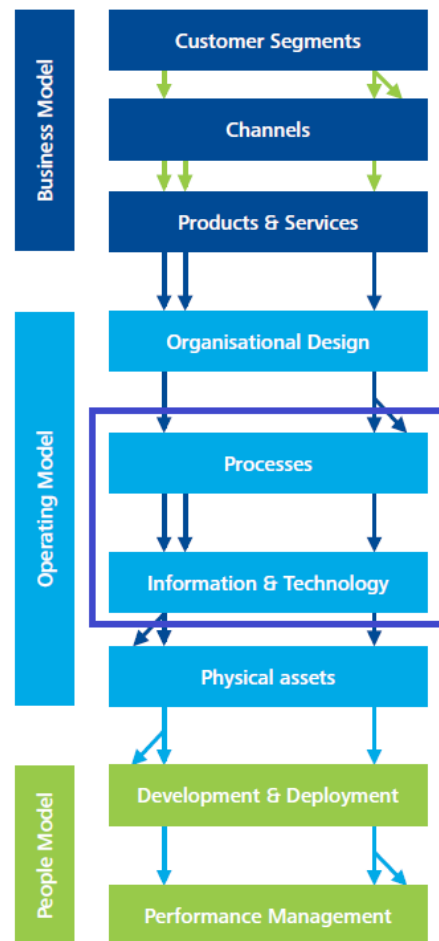 Business Model
Customer Segments
Channels
Products & Services
Operating Model
Organisational Design
Processes
Information & Technology
Physical assets
People Model
Development & Deployment
Performance Management